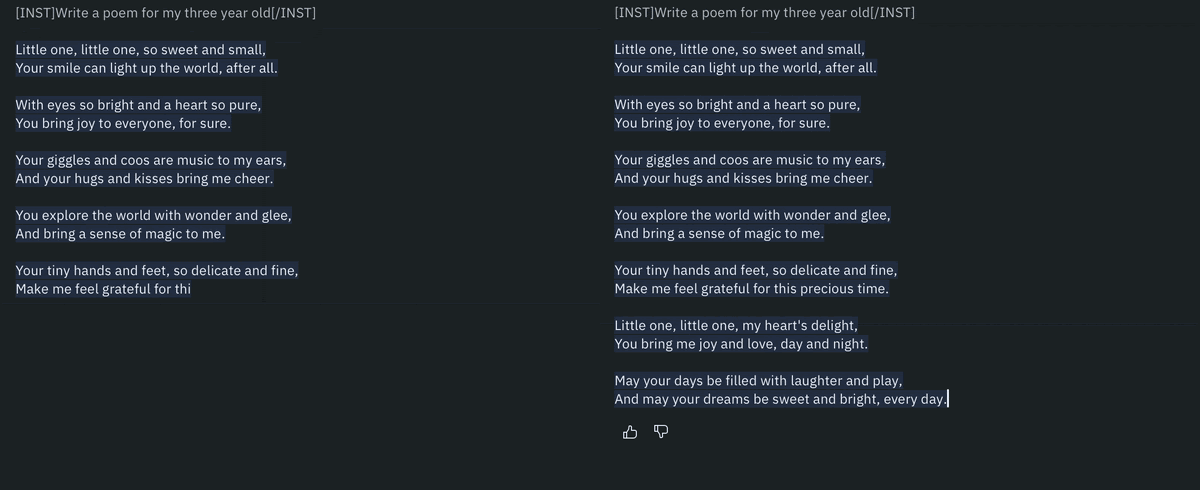 [INST]Write a poem for my three year old[/INST]
Little one, little one, so sweet and small,
Your smile can light up the world, after all.
With eyes so bright and a heart so pure,
You bring joy to everyone, for sure.
Your giggles and coos are music to my ears,
And your hugs and kisses bring me cheer.
You explore the world with wonder and glee,
And bring a sense of magic to me.
Your tiny hands and feet, so delicate and fine,
Make me feel grateful for thi
[INST]Write a poem for my three year old[/INST]
Little one, little one, so sweet and small,
Your smile can light up the world, after all.
With eyes so bright and a heart so pure,
You bring joy to everyone, for sure.
Your giggles and coos are music to my ears,
And your hugs and kisses bring me cheer.
You explore the world with wonder and glee,
And bring a sense of magic to me.
Your tiny hands and feet, so delicate and fine,
Make me feel grateful for this precious time.
Little one, little one, my heart's delight,
You bring me joy and love, day and night.
May your days be filled with laughter and play,
And may your dreams be sweet and bright, every day.